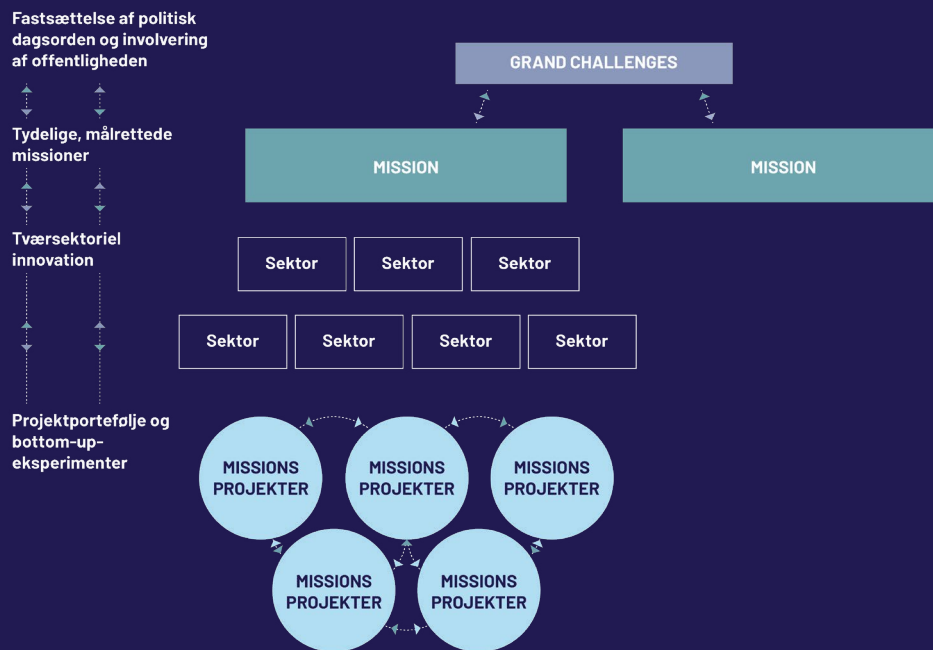 Fastsættelse af politisk
dagsorden og involvering
af offentligheden
GRAND CHALLENGES
Tydelige, målrettede
missioner
MISSION
MISSION
Tværsektoriel
innovation
Sektor
Sektor
Sektor
Sektor
Sektor
Sektor
Sektor
Projektportefølje og
bottom-up-
eksperimenter
MISSIONS
PROJEKTER
MISSIONS
PROJEKTER
MISSIONS
PROJEKTER
MISSIONS
PROJEKTER
MISSIONS
PROJEKTER